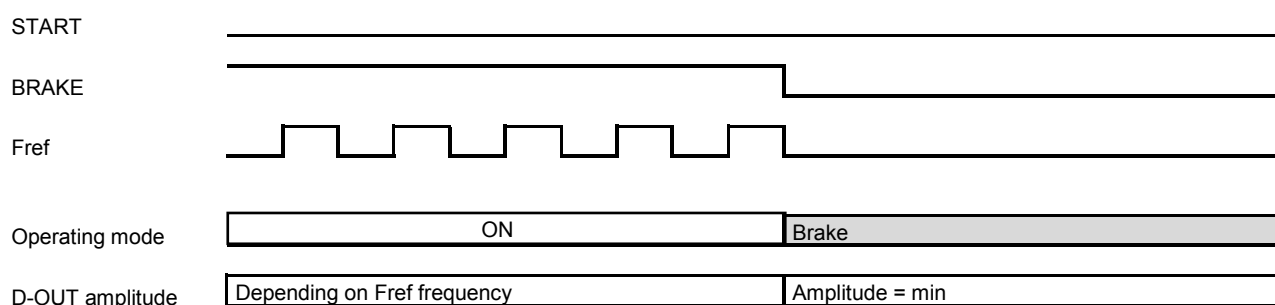 START
BRAKE
Fref
Operating mode ON Brake
D-OUT amplitude Depending on Fref frequency Amplitude = min